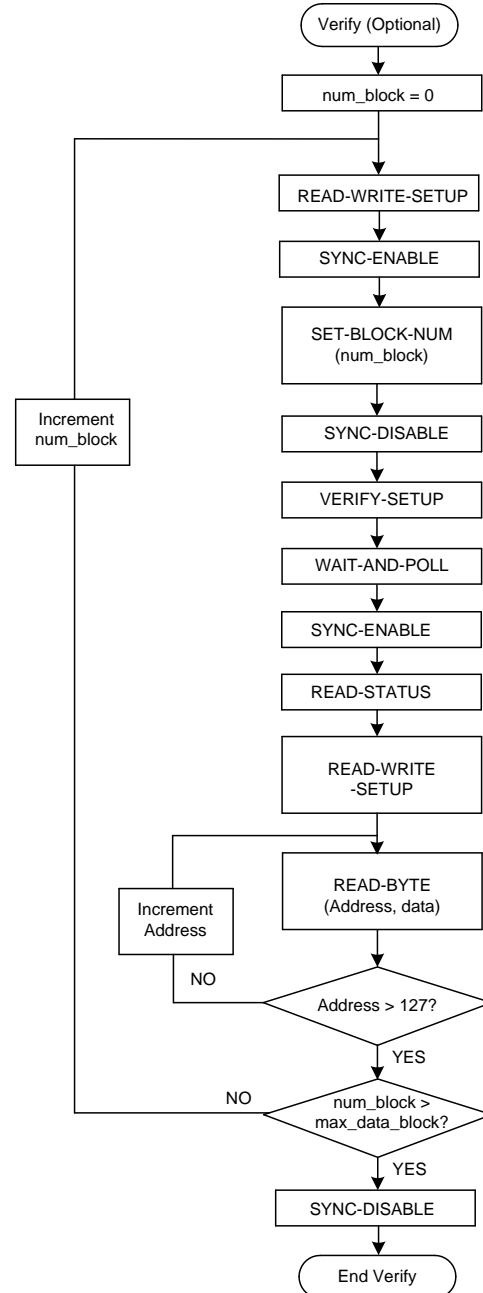 Verify (Optional)
num_block = 0
READ-WRITE-SETUP
SYNC-ENABLE
SET-BLOCK-NUM
(num_block)
Increment
num_block
SYNC-DISABLE
VERIFY-SETUP
WAIT-AND-POLL
SYNC-ENABLE
READ-STATUS
READ-WRITE
-SETUP
READ-BYTE
(Address, data)
Increment
Address
NO
Address > 127?
YES
NO
num_block >
max_data_block?
YES
SYNC-DISABLE
End Verify